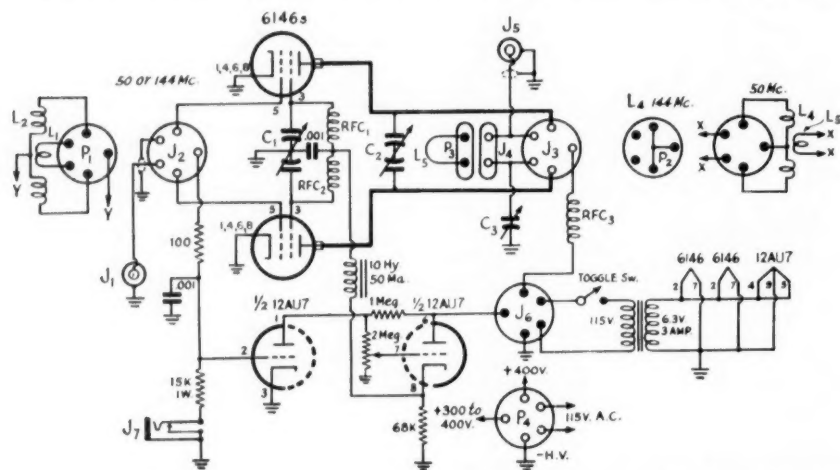 6146s
J5
50 or 144 Mc.
1,4,6,8
5
3
L2
L1
P1
Y
Y
J2
C1
.001
RFC1
RFC2
C2
L5
P3
J4
J3
C3
RFC3
L4 144 Mc.
P2
50 Mc.
L4
L5
X
X
5
3
1,4,6,8
100
J1
.001
10 Hy
50 Ma.
1 Meg.
½ 12AU7
½ 12AU7
1
6
2 Meg.
2
7
3
8
15K
1W.
J7
68K
J6
TOGGLE Sw.
115V.
6.3V.
3 AMP.
6146
6146
12AU7
2
7
2
7
4
5
+400V.
+300 to
400V.
P4
115V. A.C.
-H.V.